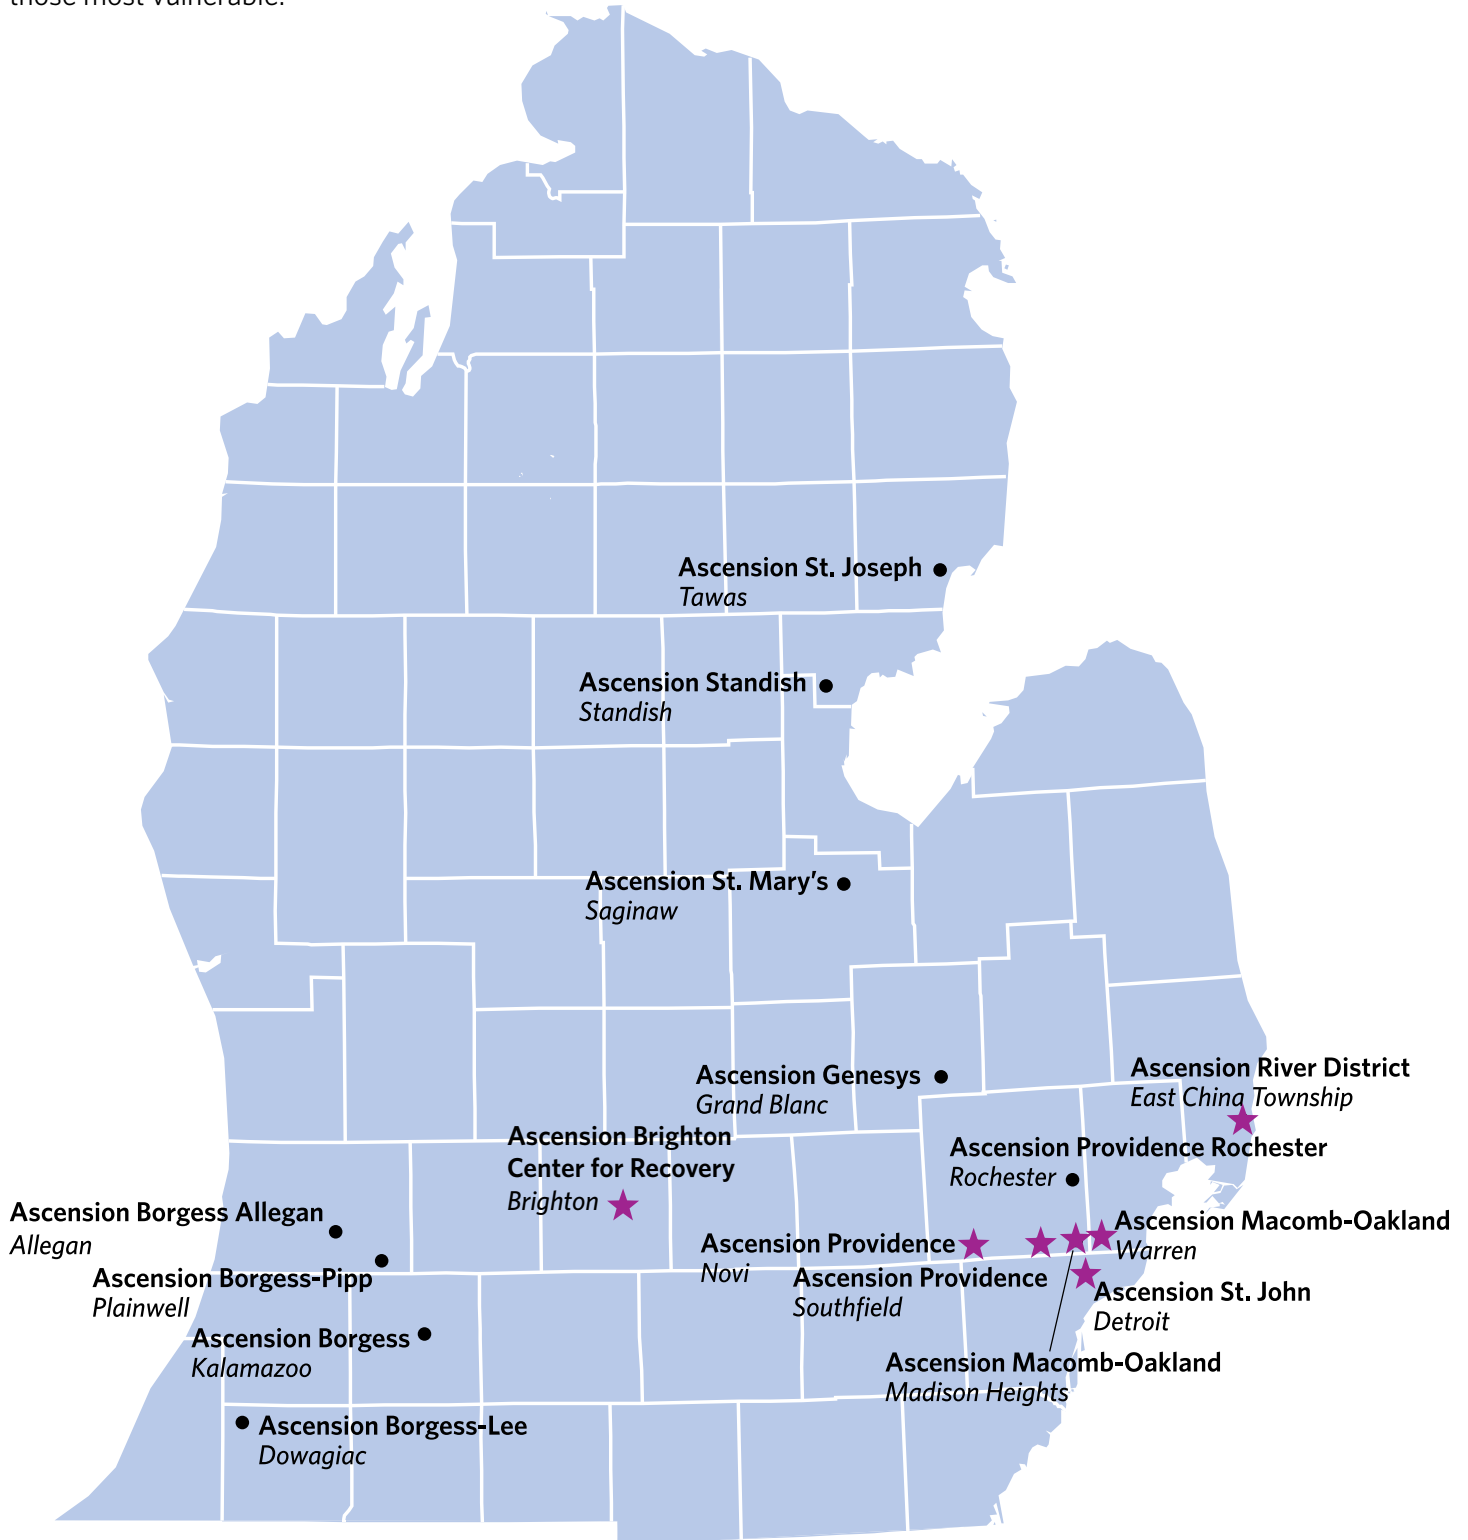 those most vulnerable.
Ascension St. Joseph
Tawas
Ascension Standish
Standish
Ascension St. Mary's
Saginaw
Ascension Genesys
Grand Blanc
Ascension River District
East China Township
Ascension Brighton
Center for Recovery
Brighton
Ascension Providence Rochester
Rochester
Ascension Borgess Allegan
Allegan
Ascension Macomb-Oakland
Warren
Ascension Providence
Novi
Ascension Borgess-Pipp
Plainwell
Ascension Providence
Southfield
Ascension St. John
Detroit
Ascension Borgess
Kalamazoo
Ascension Macomb-Oakland
Madison Heights
Ascension Borgess-Lee
Dowagiac